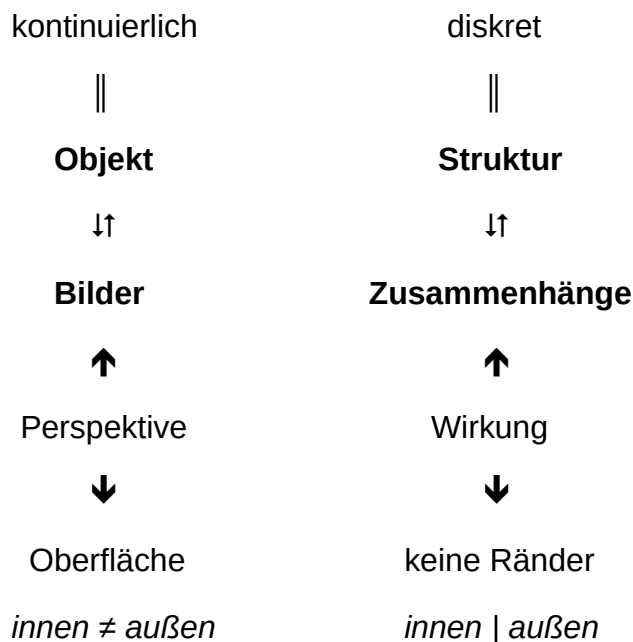 kontinuierlich diskret
‖ ‖
Objekt Struktur
⇃↾ ⇃↾
Bilder Zusammenhänge
🡹 🡹
Perspektive Wirkung
🡻 🡻
Oberfläche keine Ränder
innen ≠ außen innen | außen